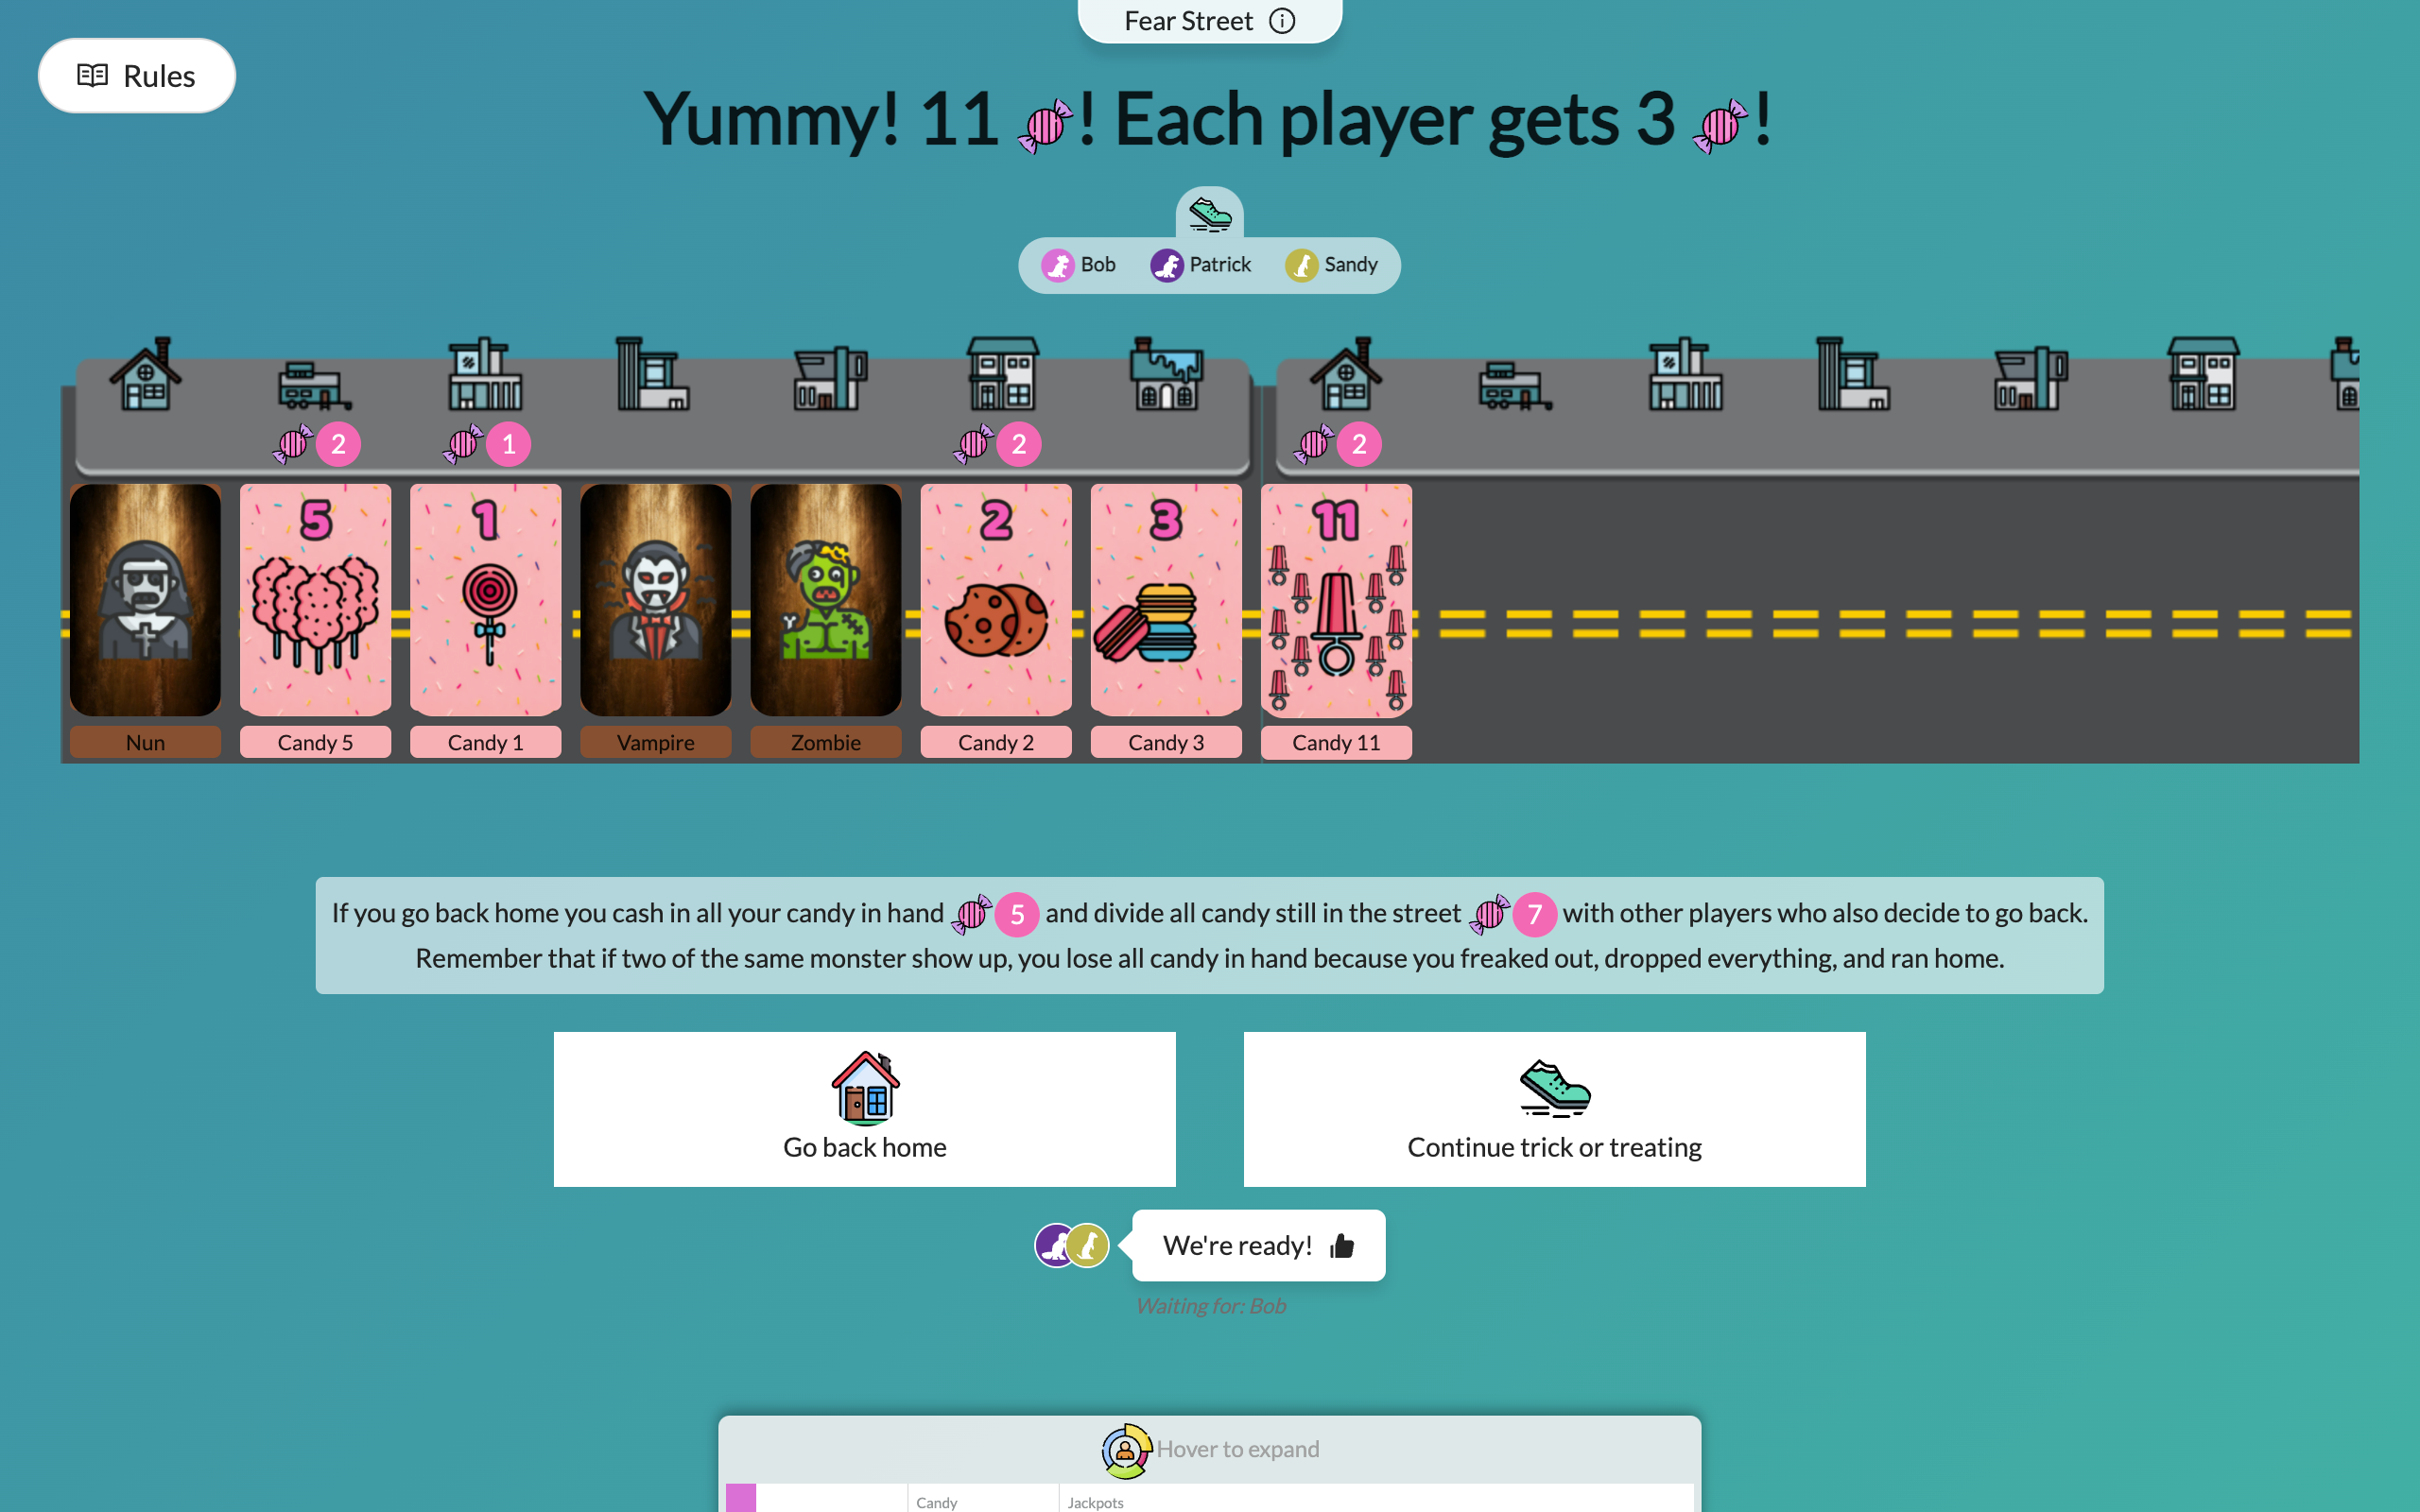 Fear Street
Rules
Yummy! 11 ! Each player gets 3 !
Bob Patrick Sandy
2 1 2 2
5 1 2 3 11
Nun Candy 5 Candy 1 Vampire Zombie Candy 2 Candy 3 Candy 11
If you go back home you cash in all your candy in hand 5 and divide all candy still in the street 7 with other players who also decide to go back.
Remember that if two of the same monster show up, you lose all candy in hand because you freaked out, dropped everything, and ran home.
Go back home Continue trick or treating
We're ready!
Waiting for: Bob
Hover to expand
Candy Jackpots